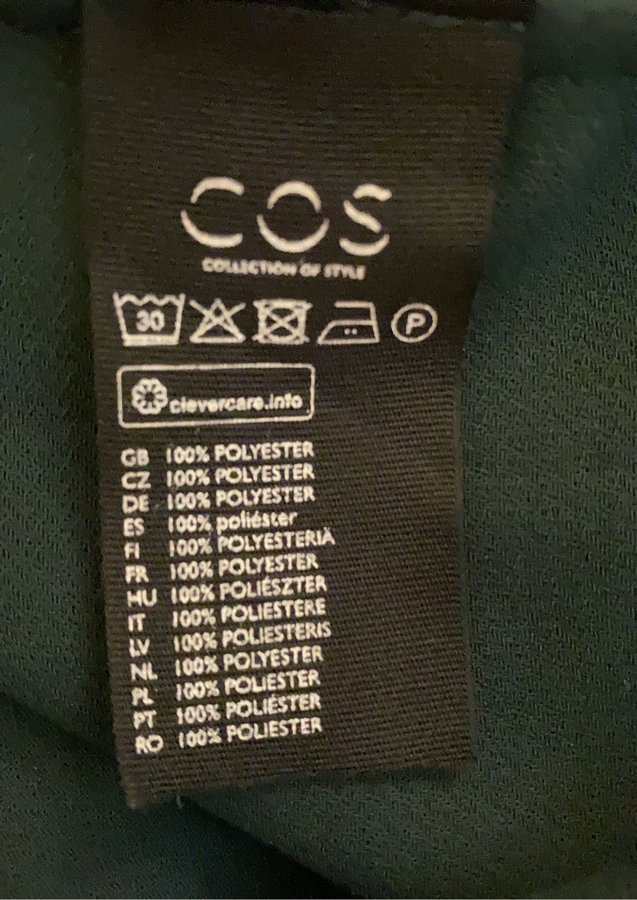 COS
COLLECTION OF STYLE
30 P
clevercare.info
GB 100% POLYESTER
CZ 100% POLYESTER
DE 100% POLYESTER
ES 100% poliéster
FI 100% POLYESTERIÄ
FR 100% POLYESTER
HU 100% POLIÉSZTER
IT 100% POLIESTERE
LV 100% POLIESTERIS
NL 100% POLYESTER
PL 100% POLIESTER
PT 100% POLIÉSTER
RO 100% POLIESTER